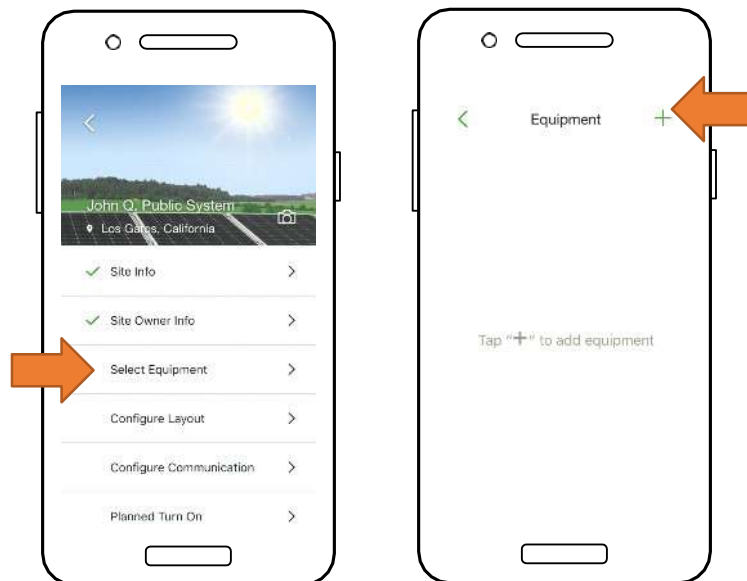 John Q. Public System
Los Gatos, California
Site Info
Site Owner Info
Select Equipment
Configure Layout
Configure Communication
Planned Turn On
Equipment
Tap "+" to add equipment